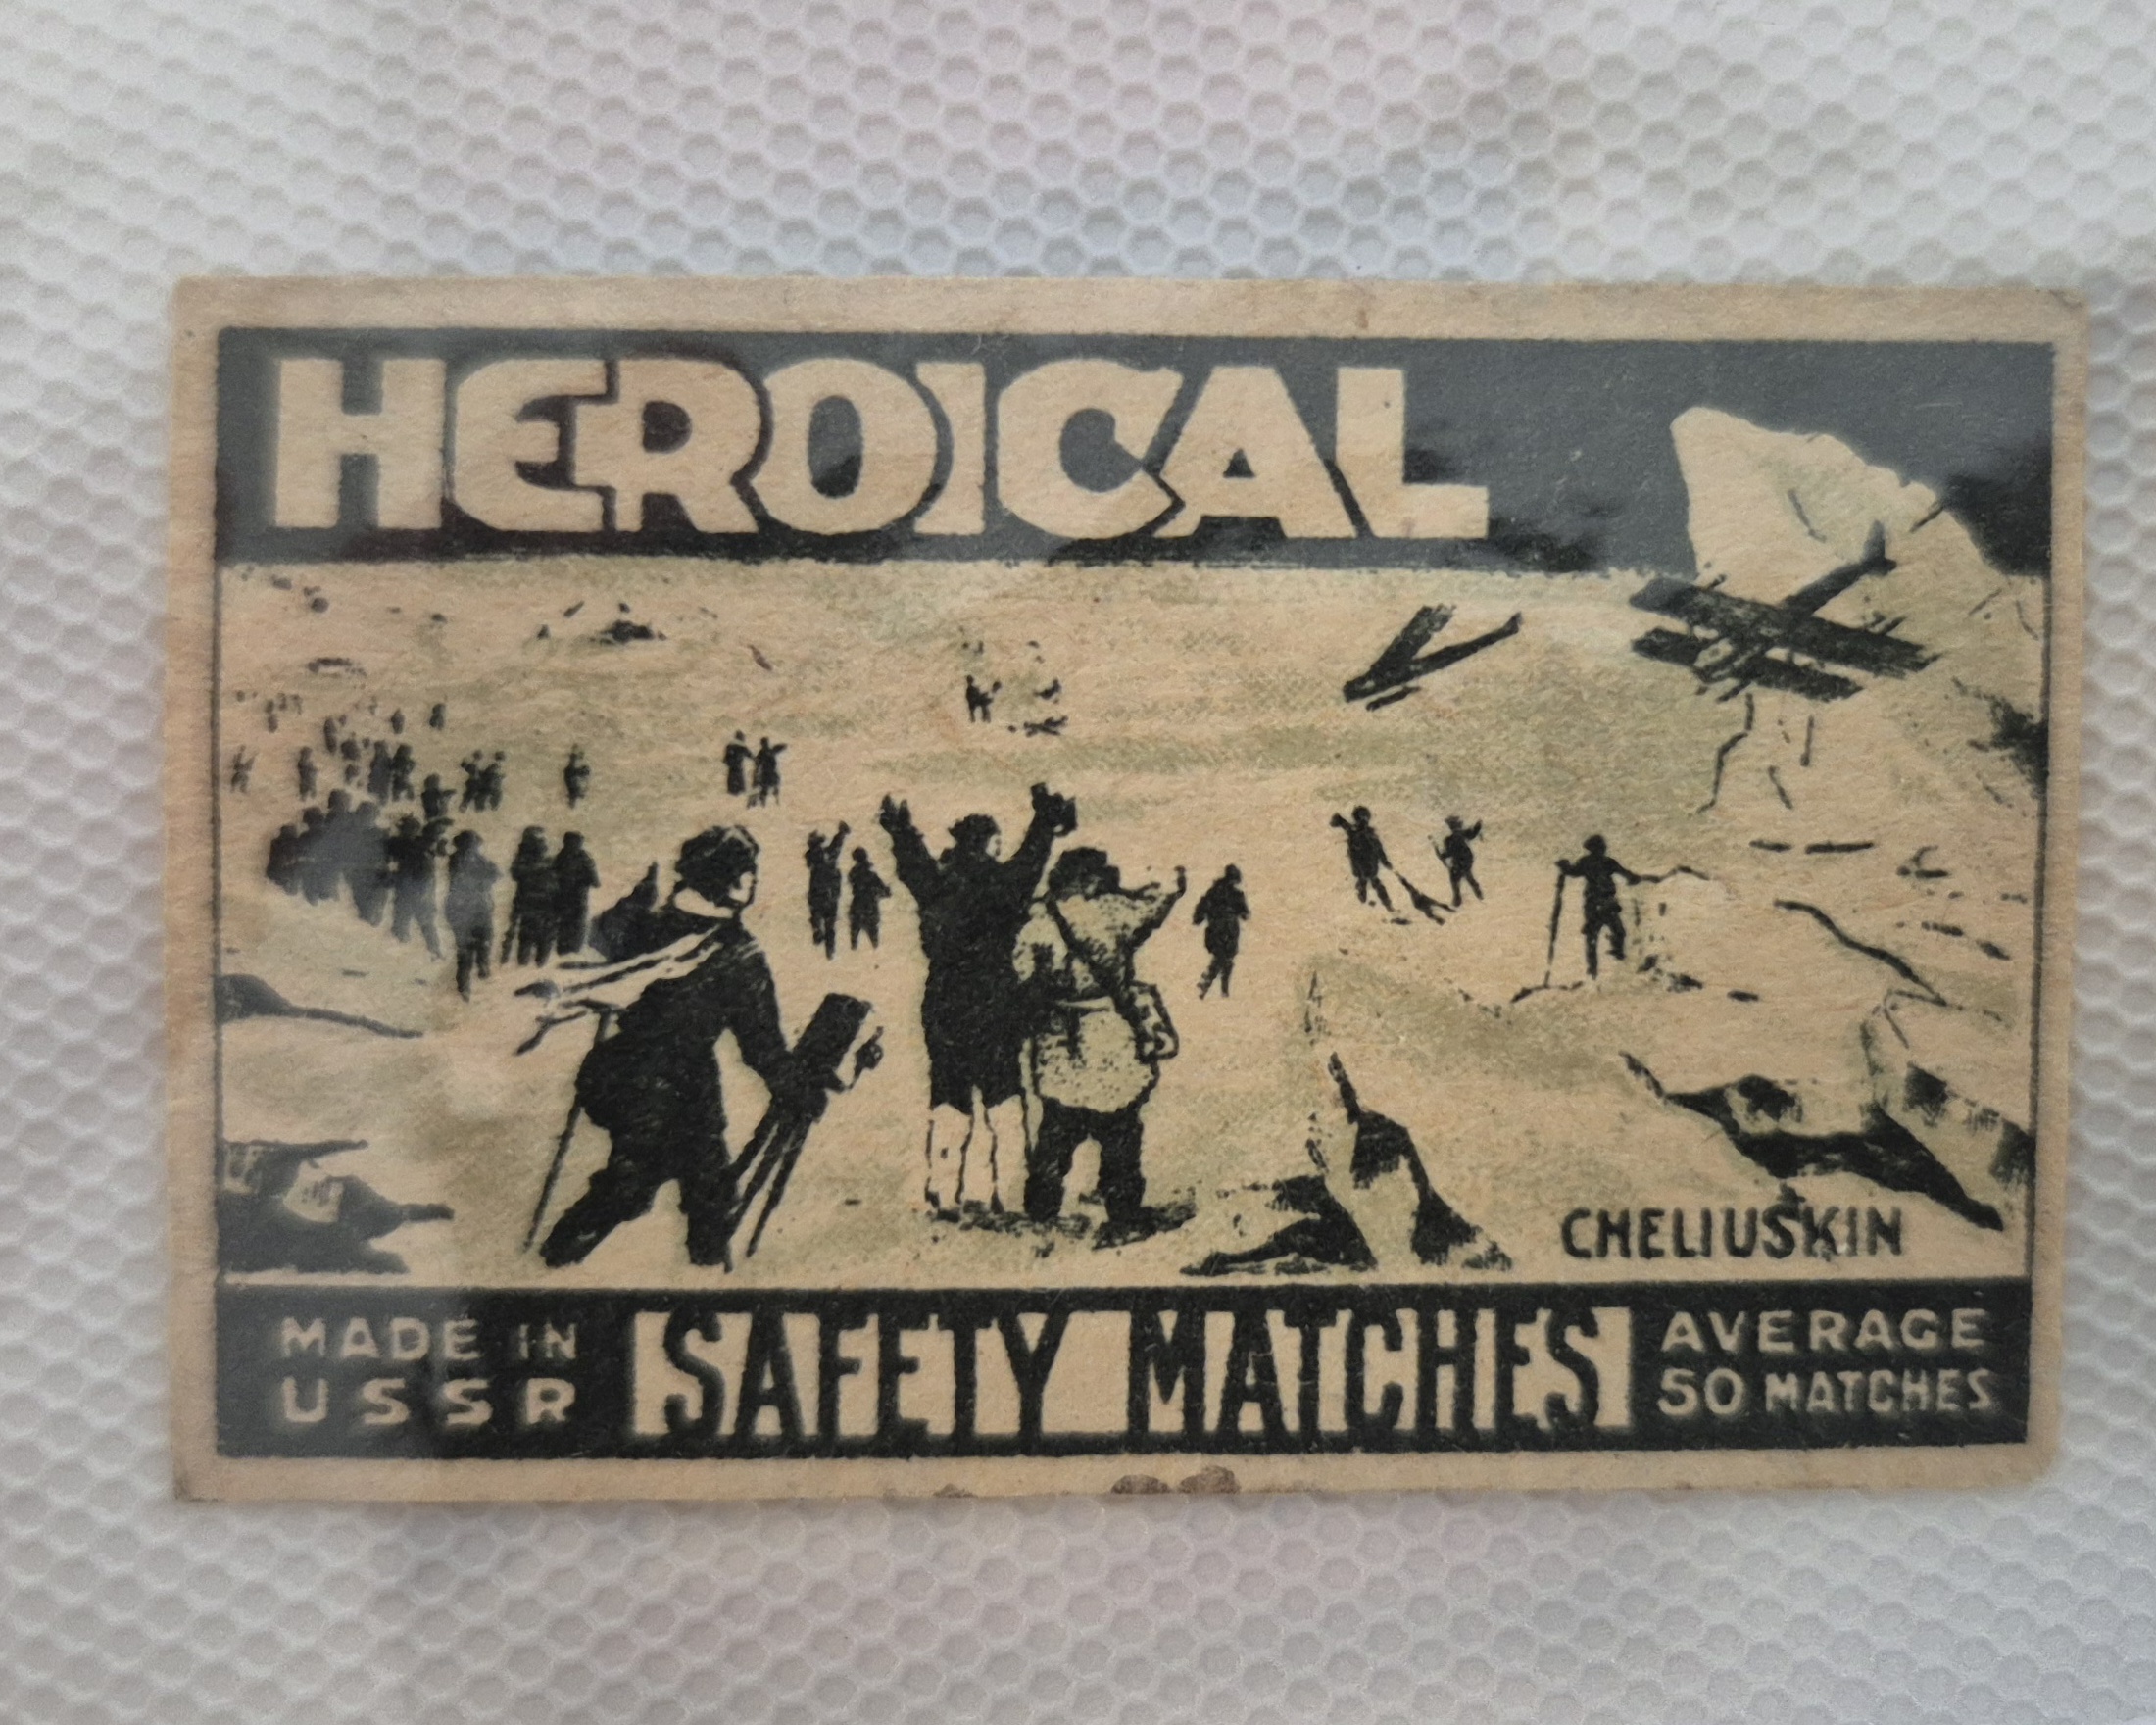 HEROICAL
CHELIUSKIN
MADE IN
USSR
SAFETY MATCHES
AVERAGE
50 MATCHES